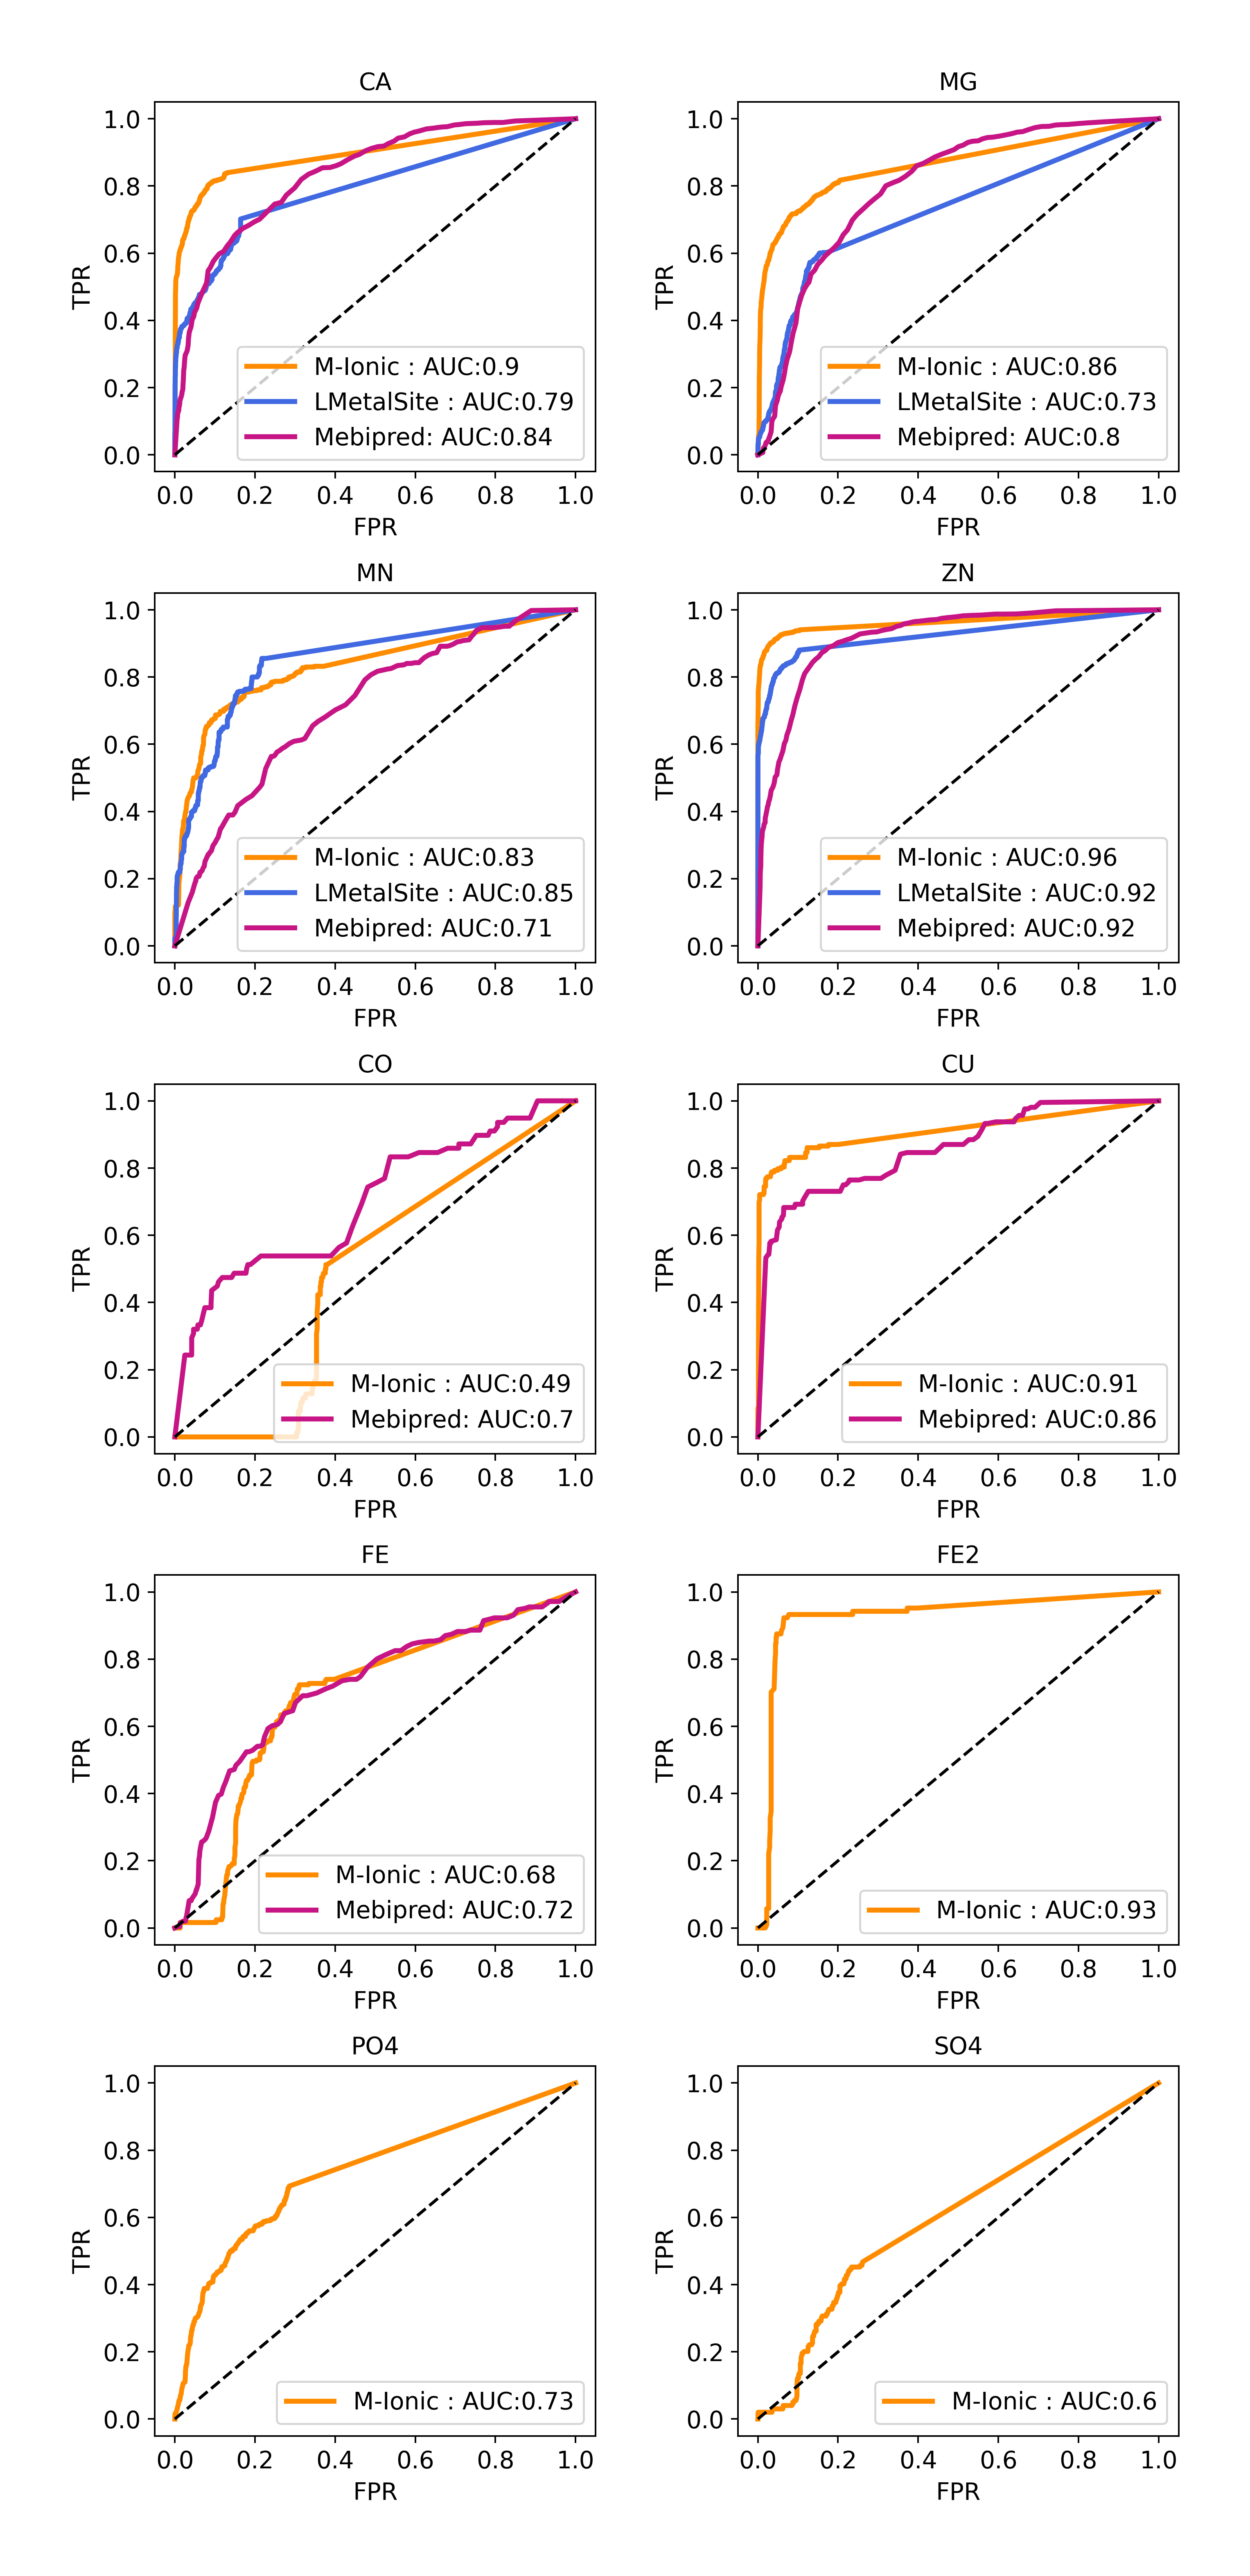 CA
1.0
0.8
0.6
0.4
0.2
0.0
TPR
M-Ionic : AUC:0.9
LMetalSite : AUC:0.79
Mebipred: AUC:0.84
0.0 0.2 0.4 0.6 0.8 1.0
FPR
MG
1.0
0.8
0.6
0.4
0.2
0.0
TPR
M-Ionic : AUC:0.86
LMetalSite : AUC:0.73
Mebipred: AUC:0.8
0.0 0.2 0.4 0.6 0.8 1.0
FPR
MN
1.0
0.8
0.6
0.4
0.2
0.0
TPR
M-Ionic : AUC:0.83
LMetalSite : AUC:0.85
Mebipred: AUC:0.71
0.0 0.2 0.4 0.6 0.8 1.0
FPR
ZN
1.0
0.8
0.6
0.4
0.2
0.0
TPR
M-Ionic : AUC:0.96
LMetalSite : AUC:0.92
Mebipred: AUC:0.92
0.0 0.2 0.4 0.6 0.8 1.0
FPR
CO
1.0
0.8
0.6
0.4
0.2
0.0
TPR
M-Ionic : AUC:0.49
Mebipred: AUC:0.7
0.0 0.2 0.4 0.6 0.8 1.0
FPR
CU
1.0
0.8
0.6
0.4
0.2
0.0
TPR
M-Ionic : AUC:0.91
Mebipred: AUC:0.86
0.0 0.2 0.4 0.6 0.8 1.0
FPR
FE
1.0
0.8
0.6
0.4
0.2
0.0
TPR
M-Ionic : AUC:0.68
Mebipred: AUC:0.72
0.0 0.2 0.4 0.6 0.8 1.0
FPR
FE2
1.0
0.8
0.6
0.4
0.2
0.0
TPR
M-Ionic : AUC:0.93
0.0 0.2 0.4 0.6 0.8 1.0
FPR
PO4
1.0
0.8
0.6
0.4
0.2
0.0
TPR
M-Ionic : AUC:0.73
0.0 0.2 0.4 0.6 0.8 1.0
FPR
SO4
1.0
0.8
0.6
0.4
0.2
0.0
TPR
M-Ionic : AUC:0.6
0.0 0.2 0.4 0.6 0.8 1.0
FPR